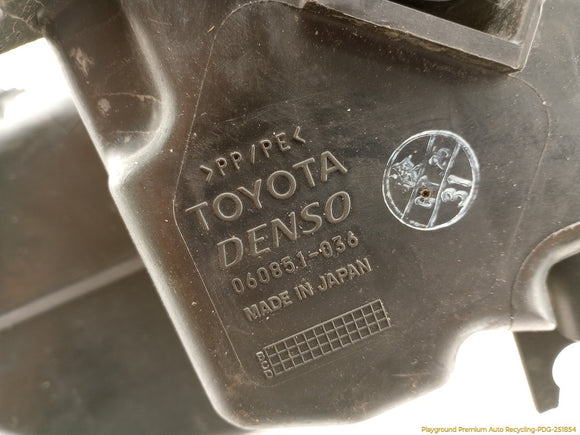 >PP/PE<
TOYOTA
DENSO
060851-036
MADE IN JAPAN
B
C
D
31
Playground Premium Auto Recycling-PDG-251854